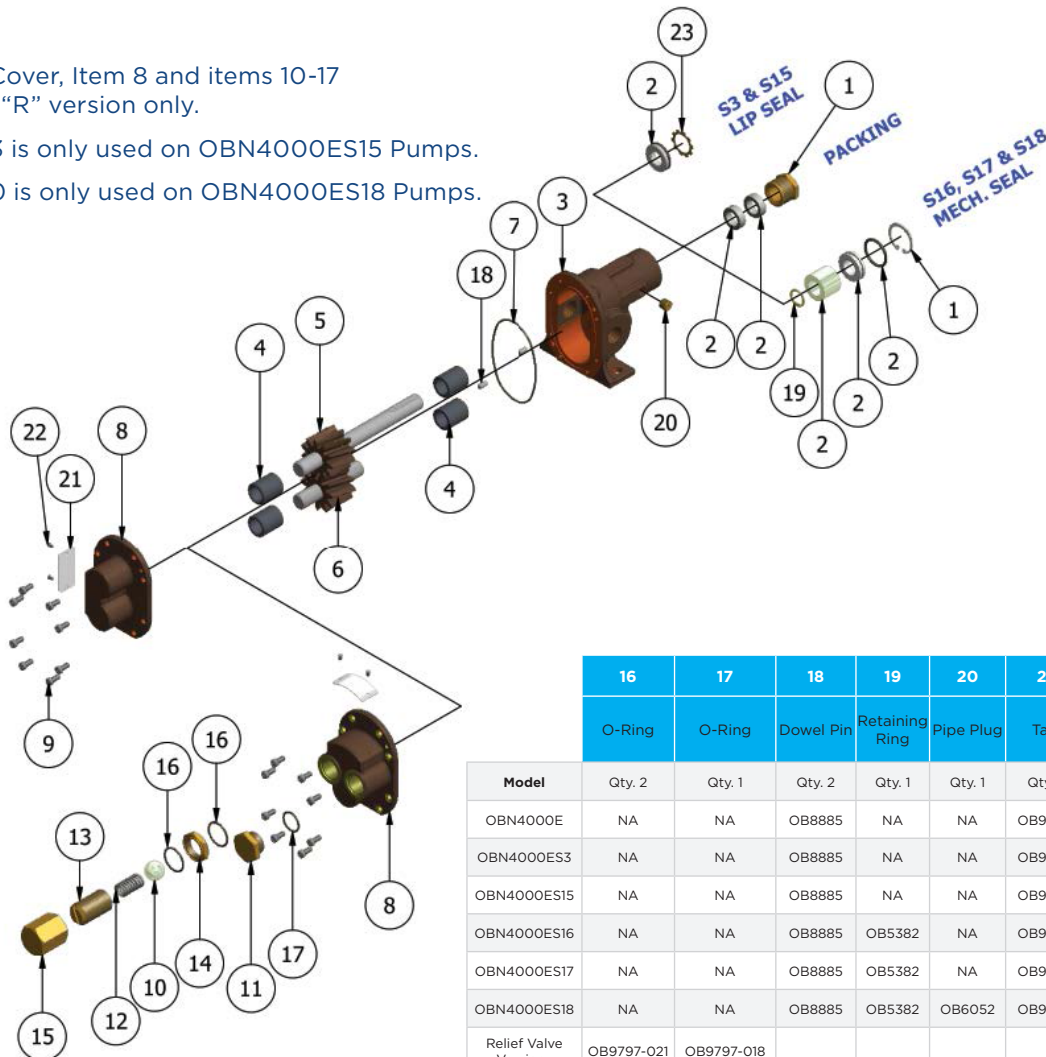 Cover, Item 8 and items 10-17
“R” version only.
is only used on OBN4000ES15 Pumps.
is only used on OBN4000ES18 Pumps.
23
2
S3 & S15
LIP SEAL
1
PACKING
S16, S17 & S18
MECH. SEAL
3
7
18
5
4
2
2
1
2
19
2
2
20
4
22
8
21
6
9
16
16
13
8
17
14
11
10
12
15
16 17 18 19 20
O-Ring O-Ring Dowel Pin Retaining Ring Pipe Plug
Model Qty. 2 Qty. 1 Qty. 2 Qty. 1 Qty. 1
OBN4000E NA NA OB8885 NA NA
OBN4000ES3 NA NA OB8885 NA NA
OBN4000ES15 NA NA OB8885 NA NA
OBN4000ES16 NA NA OB8885 OB5382 NA
OBN4000ES17 NA NA OB8885 OB5382 NA
OBN4000ES18 NA NA OB8885 OB5382 OB6052
Relief Valve
OB9797-021 OB9797-018